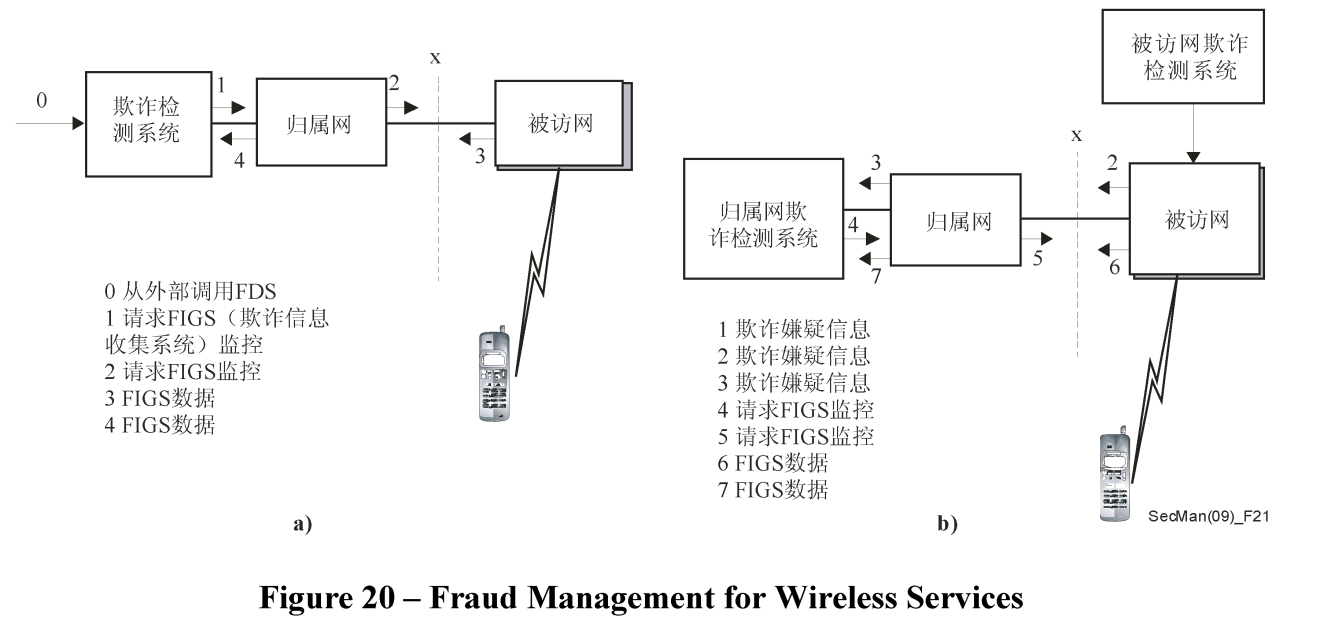 0
欺诈检
测系统
1
4
归属网
2
x
3
被访网
0 从外部调用FDS
1 请求FIGS（欺诈信息
收集系统）监控
2 请求FIGS监控
3 FIGS数据
4 FIGS数据
a)
被访网欺诈
检测系统
归属网欺
诈检测系统
3
4
7
归属网
5
x
2
6
被访网
1 欺诈嫌疑信息
2 欺诈嫌疑信息
3 欺诈嫌疑信息
4 请求FIGS监控
5 请求FIGS监控
6 FIGS数据
7 FIGS数据
b)
SecMan(09)_F21
Figure 20 – Fraud Management for Wireless Services